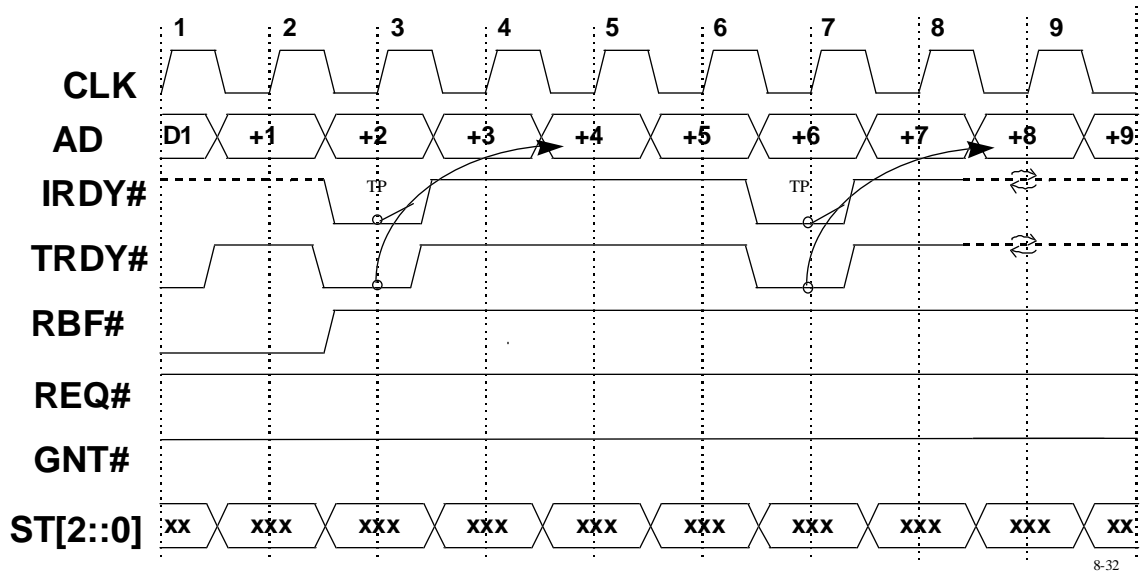 1 2 3 4 5 6 7 8 9
CLK
AD D1 +1 +2 +3 +4 +5 +6 +7 +8 +9
IRDY# TP TP
TRDY#
RBF#
REQ#
GNT#
ST[2::0] xx xxx xxx xxx xxx xxx xxx xxx xxx xx
8-32